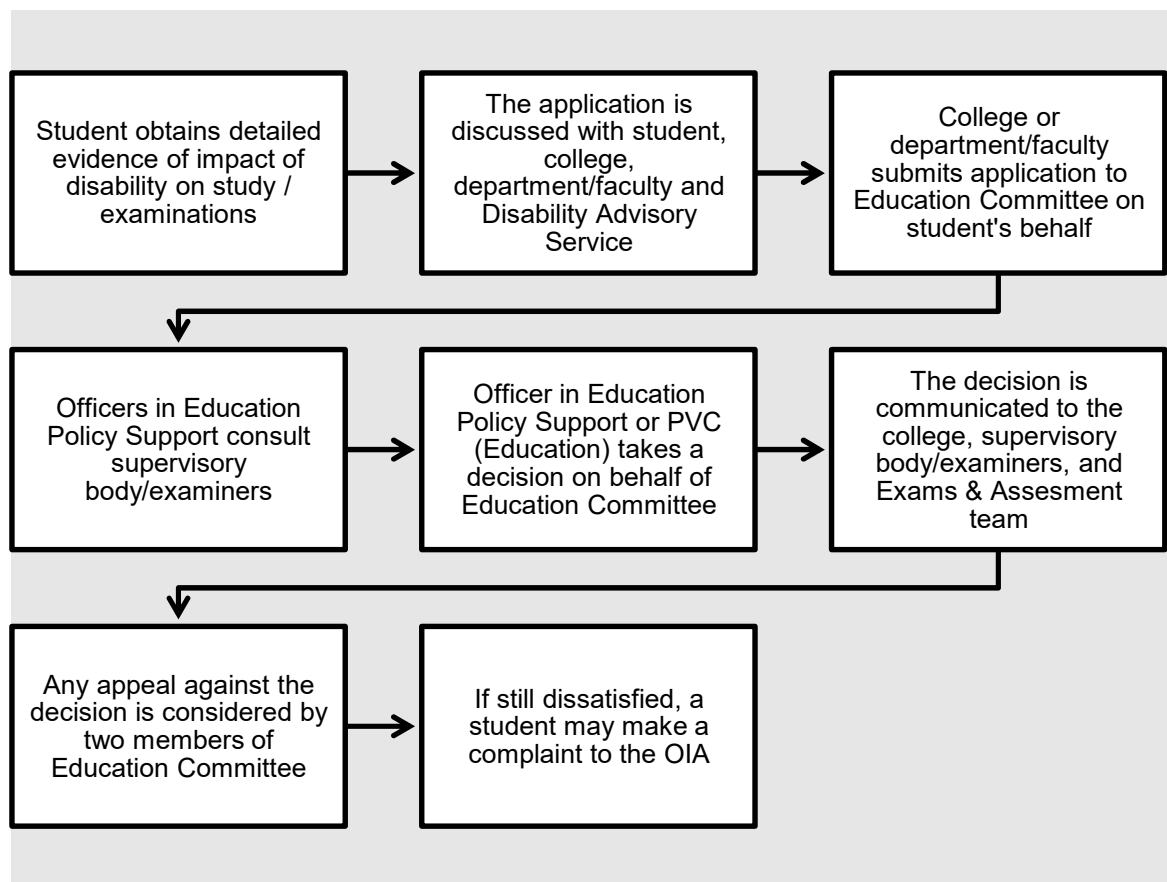 Student obtains detailed
evidence of impact of
disability on study /
examinations
The application is
discussed with student,
college,
department/faculty and
Disability Advisory
Service
College or
department/faculty
submits application to
Education Committee on
student's behalf
Officers in Education
Policy Support consult
supervisory
body/examiners
Officer in Education
Policy Support or PVC
(Education) takes a
decision on behalf of
Education Committee
The decision is
communicated to the
college, supervisory
body/examiners, and
Exams & Assesment
team
Any appeal against the
decision is considered by
two members of
Education Committee
If still dissatisfied, a
student may make a
complaint to the OIA